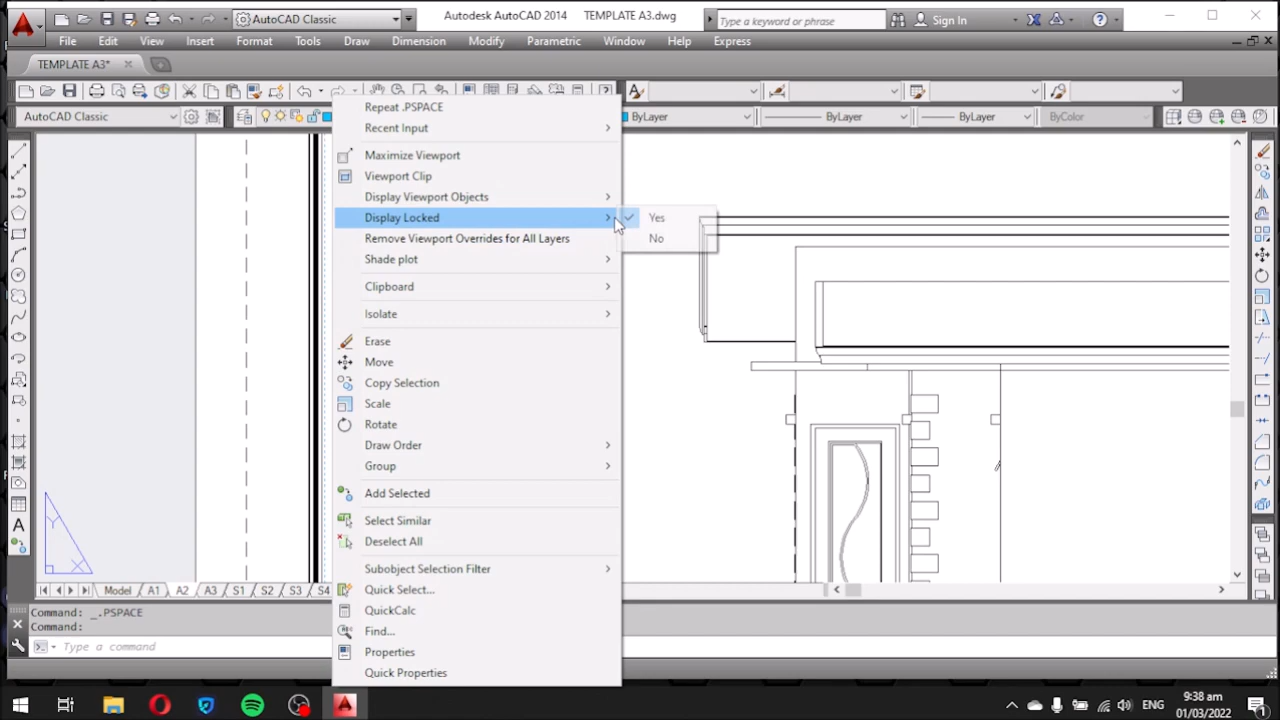 AutoCAD Classic
Autodesk AutoCAD 2014 TEMPLATE A3.dwg
Type a keyword or phrase
Sign In
File Edit View Insert Format Tools Draw Dimension Modify Parametric Window Help Express
TEMPLATE A3*
AutoCAD Classic
ByLayer
ByLayer
ByLayer
ByColor
Repeat .PSPACE
Recent Input
Maximize Viewport
Viewport Clip
Display Viewport Objects
Display Locked
Yes
No
Remove Viewport Overrides for All Layers
Shade plot
Clipboard
Isolate
Erase
Move
Copy Selection
Scale
Rotate
Draw Order
Group
Add Selected
Select Similar
Deselect All
Subobject Selection Filter
Quick Select...
QuickCalc
Find...
Properties
Quick Properties
Y
X
Model A1 A2 A3 S1 S2 S3 S4
Command: _.PSPACE
Command:
Type a command
ENG
9:38 am
01/03/2022